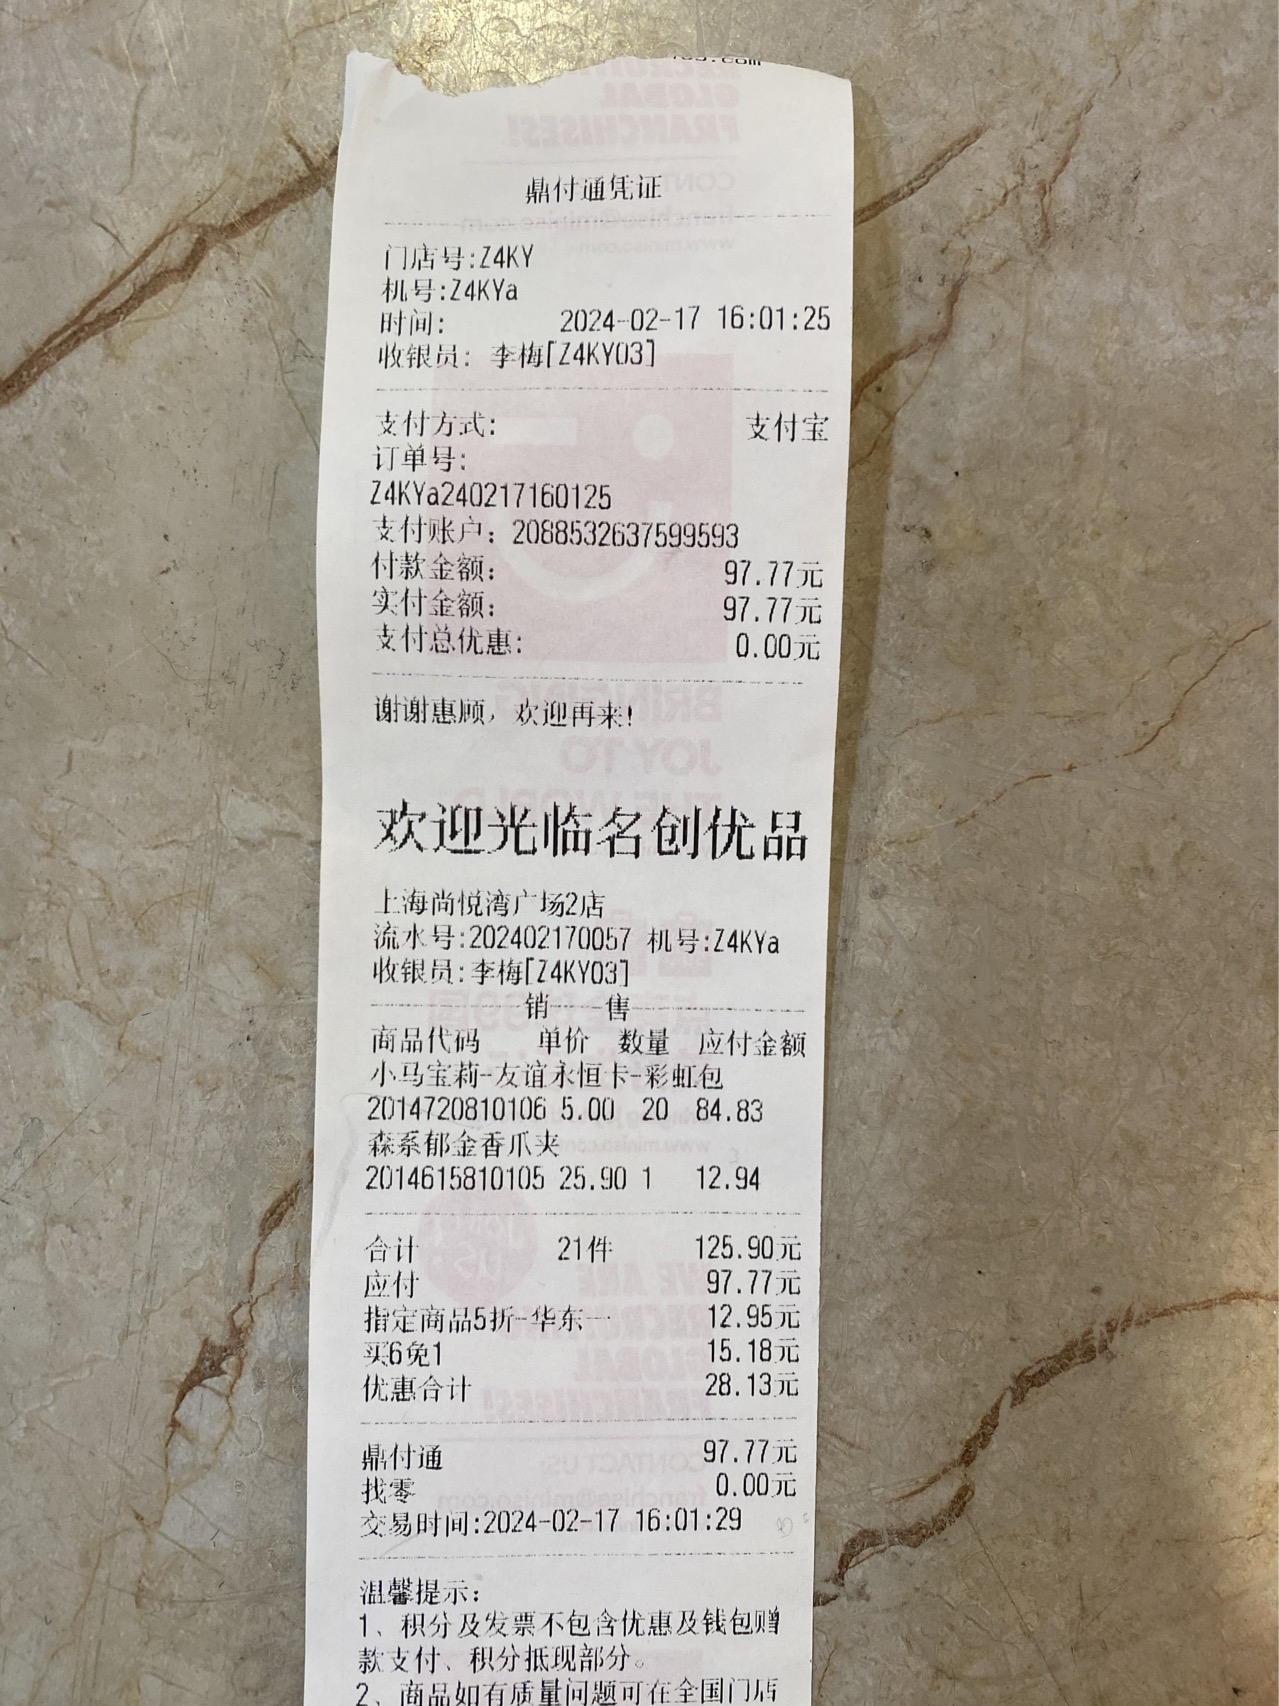 鼎付通凭证
门店号:Z4KY
机号:Z4KYa
时间: 2024-02-17 16:01:25
收银员: 李梅[Z4KY03]
支付方式: 支付宝
订单号:
Z4KYa240217160125
支付账户: 2088532637599593
付款金额: 97.77元
实付金额: 97.77元
支付总优惠: 0.00元
谢谢惠顾, 欢迎再来!
欢迎光临名创优品
上海尚悦湾广场2店
流水号:202402170057 机号:Z4KYa
收银员:李梅[Z4KY03]
销 售
商品代码 单价 数量 应付金额
小马宝莉-友谊永恒卡-彩虹包
2014720810106 5.00 20 84.83
森系郁金香爪夹
2014615810105 25.90 1 12.94
合计 21件 125.90元
应付 97.77元
指定商品5折-华东一 12.95元
买6免1 15.18元
优惠合计 28.13元
鼎付通 97.77元
找零 0.00元
交易时间:2024-02-17 16:01:29
温馨提示:
1、积分及发票不包含优惠及钱包赠
款支付、积分抵现部分。
2、商品如有质量问题可在全国门店